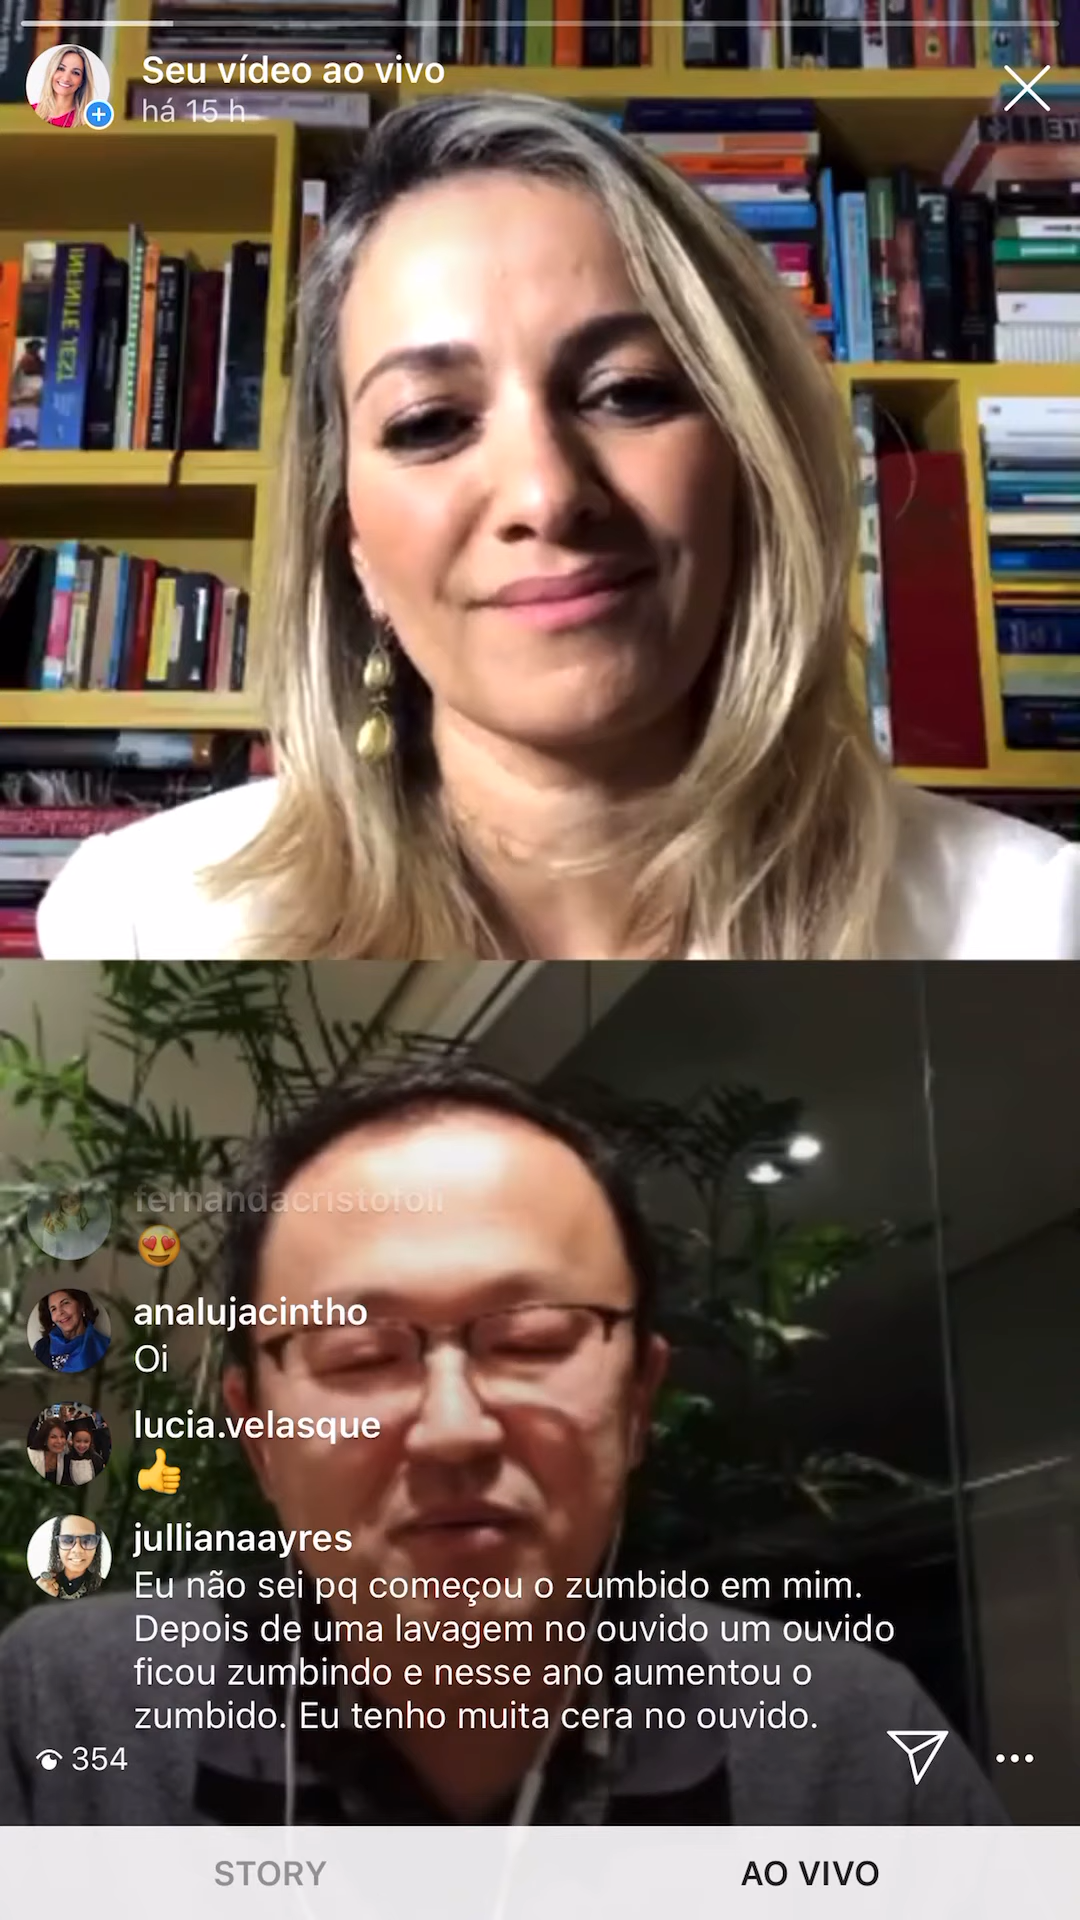 Seu vídeo ao vivo
há 15 h
INFINITE JEST
fernandacristofoli
😍
analujacintho
Oi
lucia.velasque
👍
jullianaayres
Eu não sei pq começou o zumbido em mim.
Depois de uma lavagem no ouvido um ouvido
ficou zumbindo e nesse ano aumentou o
zumbido. Eu tenho muita cera no ouvido.
354
STORY
AO VIVO